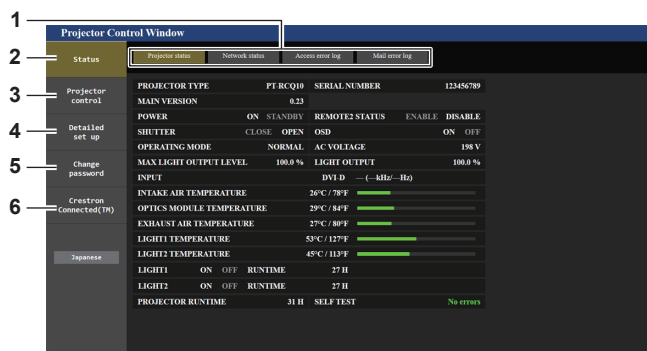 1
Projector Control Window
2
Status
Projector status Network status Access error log Mail error log
3
Projector
control
4
Detailed
set up
5
Change
password
6
Crestron
Connected(TM)
Japanese
PROJECTOR TYPE PT-RCQ10 SERIAL NUMBER 123456789
MAIN VERSION 0.23
POWER ON STANDBY REMOTE2 STATUS ENABLE DISABLE
SHUTTER CLOSE OPEN OSD ON OFF
OPERATING MODE NORMAL AC VOLTAGE 198 V
MAX LIGHT OUTPUT LEVEL 100.0 % LIGHT OUTPUT 100.0 %
INPUT DVI-D — (—kHz/—Hz)
INTAKE AIR TEMPERATURE 26°C / 78°F
OPTICS MODULE TEMPERATURE 29°C / 84°F
EXHAUST AIR TEMPERATURE 27°C / 80°F
LIGHT1 TEMPERATURE 53°C / 127°F
LIGHT2 TEMPERATURE 45°C / 113°F
LIGHT1 ON OFF RUNTIME 27 H
LIGHT2 ON OFF RUNTIME 27 H
PROJECTOR RUNTIME 31 H SELF TEST No errors